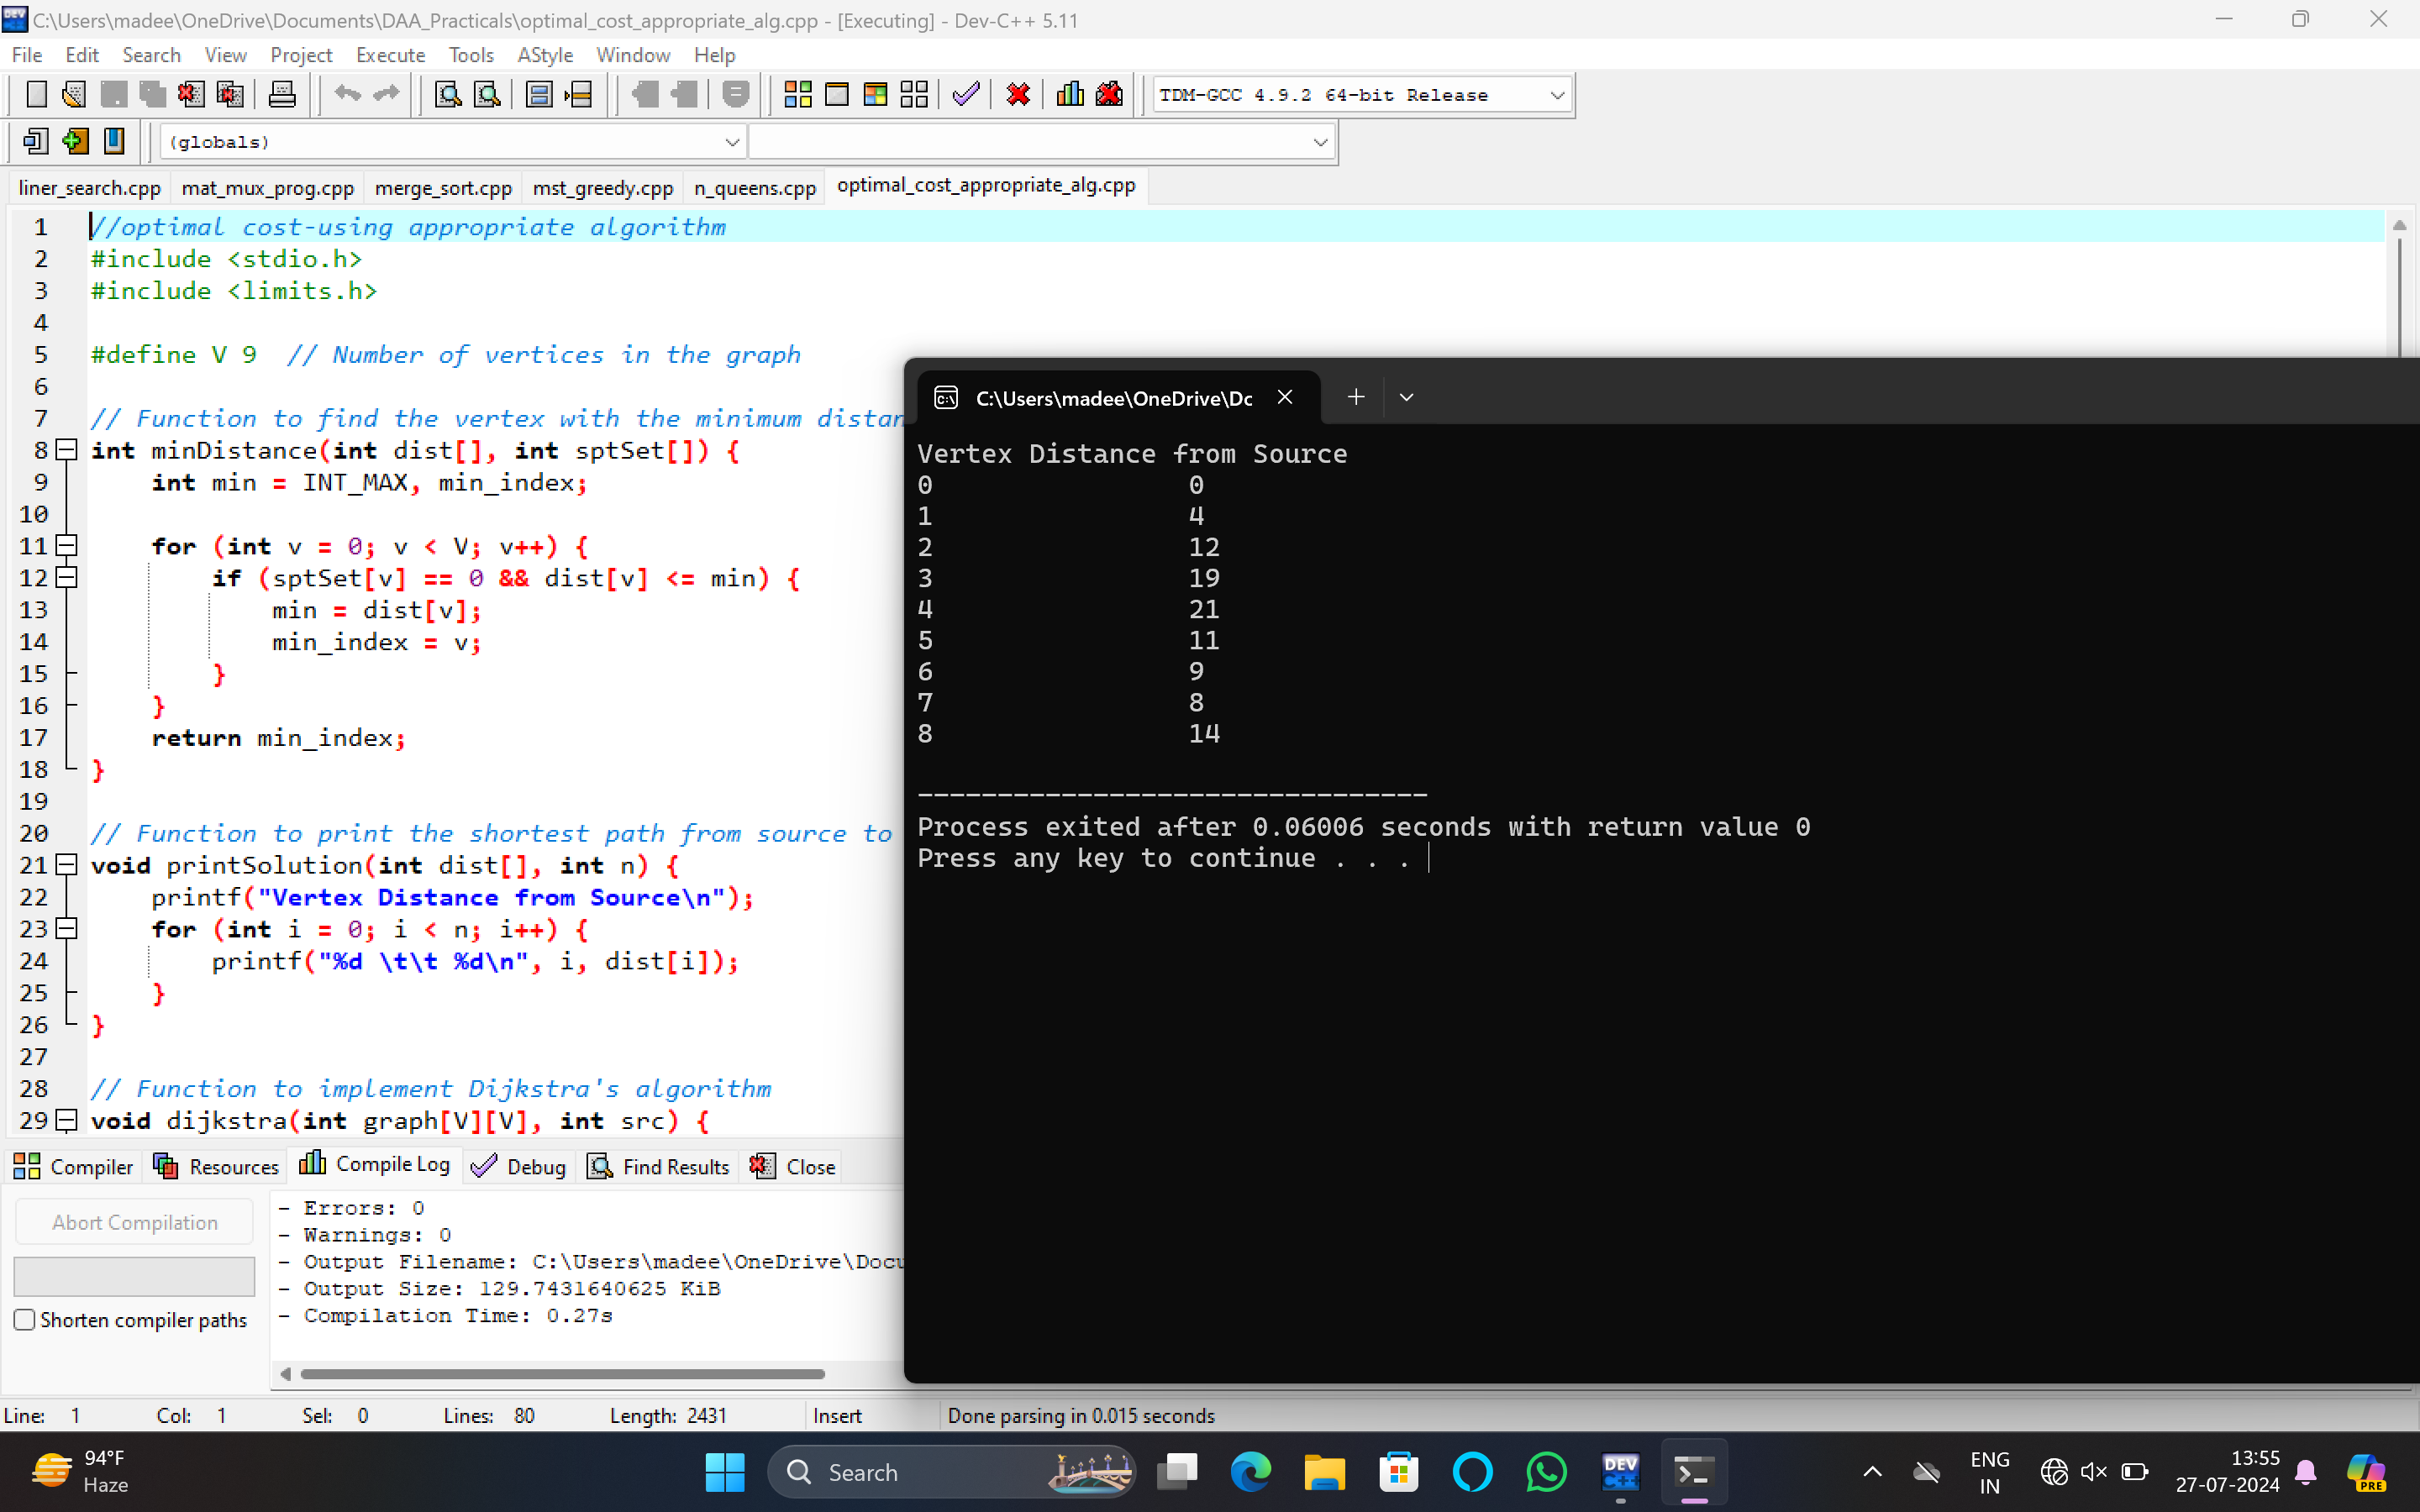 C:\Users\madee\OneDrive\Documents\DAA_Practicals\optimal_cost_appropriate_alg.cpp - [Executing] - Dev-C++ 5.11
File Edit Search View Project Execute Tools AStyle Window Help
TDM-GCC 4.9.2 64-bit Release
(globals)
liner_search.cpp mat_mux_prog.cpp merge_sort.cpp mst_greedy.cpp n_queens.cpp optimal_cost_appropriate_alg.cpp
1 //optimal cost-using appropriate algorithm
2 #include <stdio.h>
3 #include <limits.h>
4
5 #define V 9 // Number of vertices in the graph
6
7 // Function to find the vertex with the minimum distan
8 int minDistance(int dist[], int sptSet[]) {
9 int min = INT_MAX, min_index;
10
11 for (int v = 0; v < V; v++) {
12 if (sptSet[v] == 0 && dist[v] <= min) {
13 min = dist[v];
14 min_index = v;
15 }
16 }
17 return min_index;
18 }
19
20 // Function to print the shortest path from source to
21 void printSolution(int dist[], int n) {
22 printf("Vertex Distance from Source\n");
23 for (int i = 0; i < n; i++) {
24 printf("%d \t\t %d\n", i, dist[i]);
25 }
26 }
27
28 // Function to implement Dijkstra's algorithm
29 void dijkstra(int graph[V][V], int src) {
C:\Users\madee\OneDrive\Dc
Vertex Distance from Source
0 0
1 4
2 12
3 19
4 21
5 11
6 9
7 8
8 14
--------------------------------
Process exited after 0.06006 seconds with return value 0
Press any key to continue . . .
Compiler Resources Compile Log Debug Find Results Close
Abort Compilation
Shorten compiler paths
- Errors: 0
- Warnings: 0
- Output Filename: C:\Users\madee\OneDrive\Docu
- Output Size: 129.7431640625 KiB
- Compilation Time: 0.27s
Line: 1 Col: 1 Sel: 0 Lines: 80 Length: 2431 Insert Done parsing in 0.015 seconds
94°F
Haze
Search
DEV
C++
ENG
IN
13:55
27-07-2024
PRE